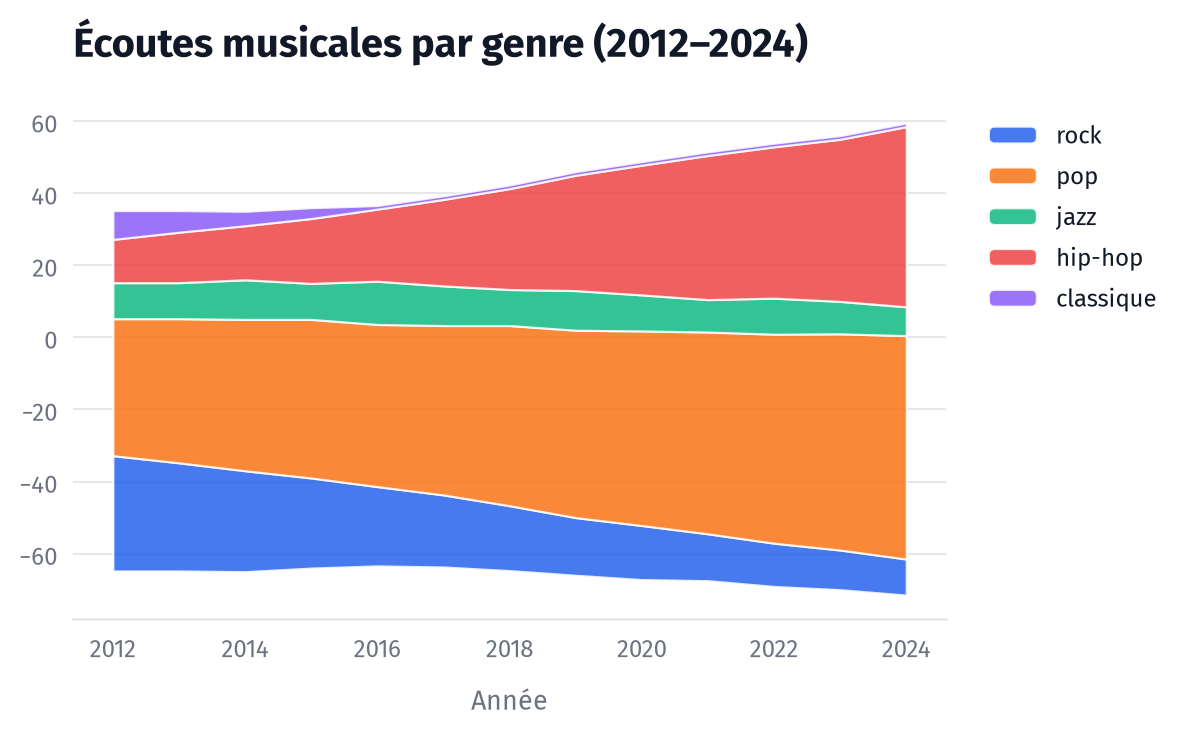 Écoutes musicales par genre (2012–2024)
60
40
20
0
−20
−40
−60
2012 2014 2016 2018 2020 2022 2024
Année
rock
pop
jazz
hip-hop
classique